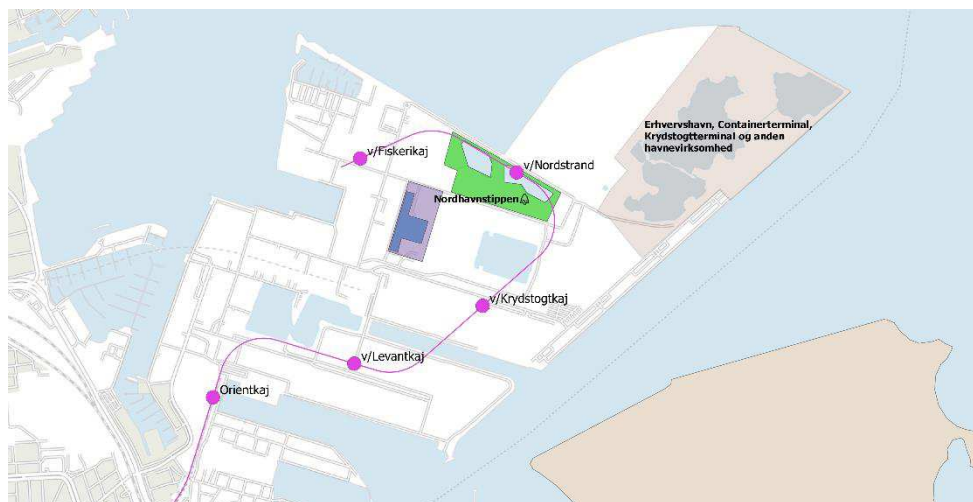 Erhvervshavn, Containerterminal,
Krydstogtterminal og anden
havnevirksomhed
v/Fiskerikaj
v/Nordstrand
Nordhavnstippen
v/Krydstogtkaj
v/Levantkaj
Orientkaj